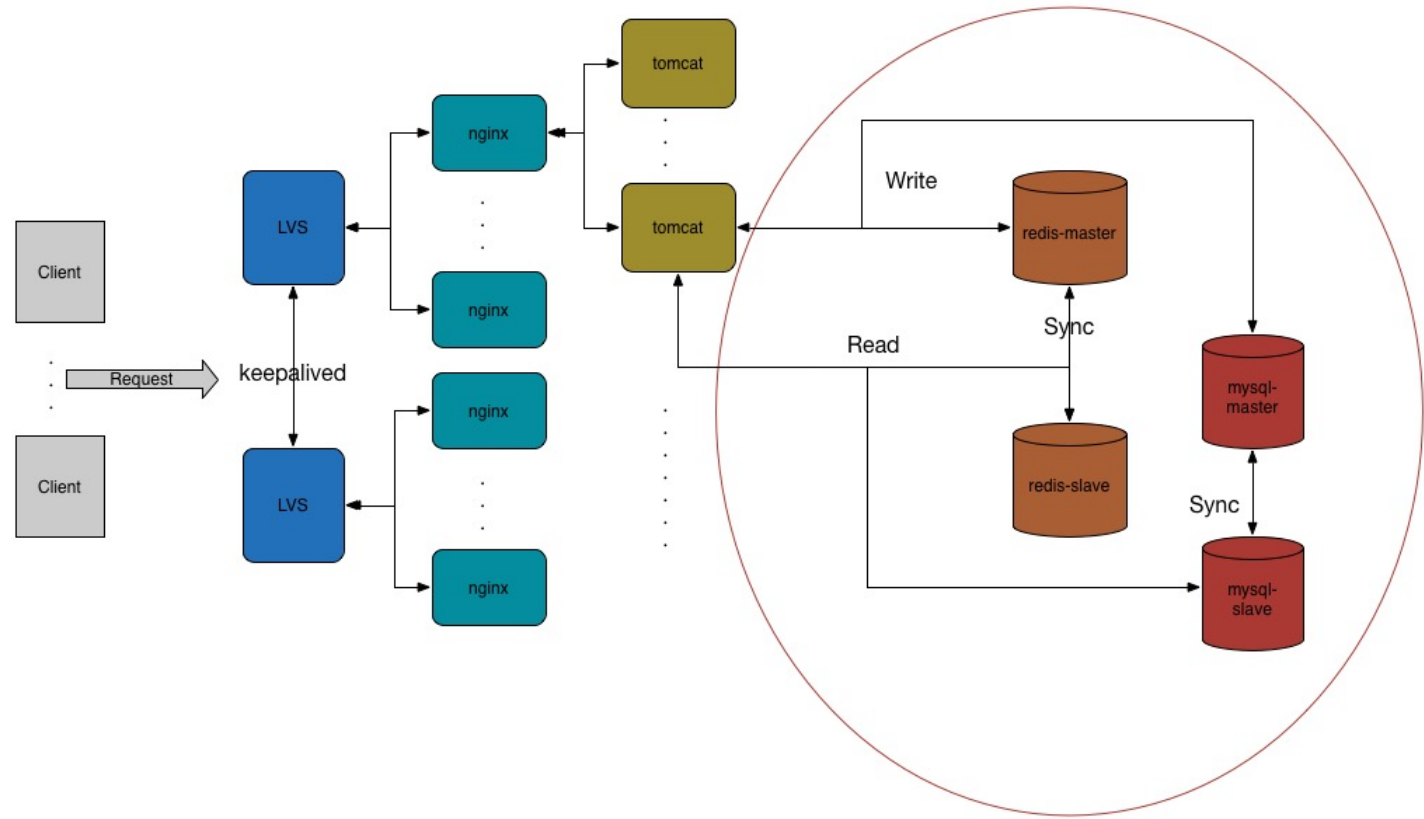 tomcat
nginx
tomcat
Write
redis-master
LVS
Client
nginx
Sync
Read
keepalived
Request
nginx
mysql-
master
Client
LVS
redis-slave
Sync
nginx
mysql-
slave